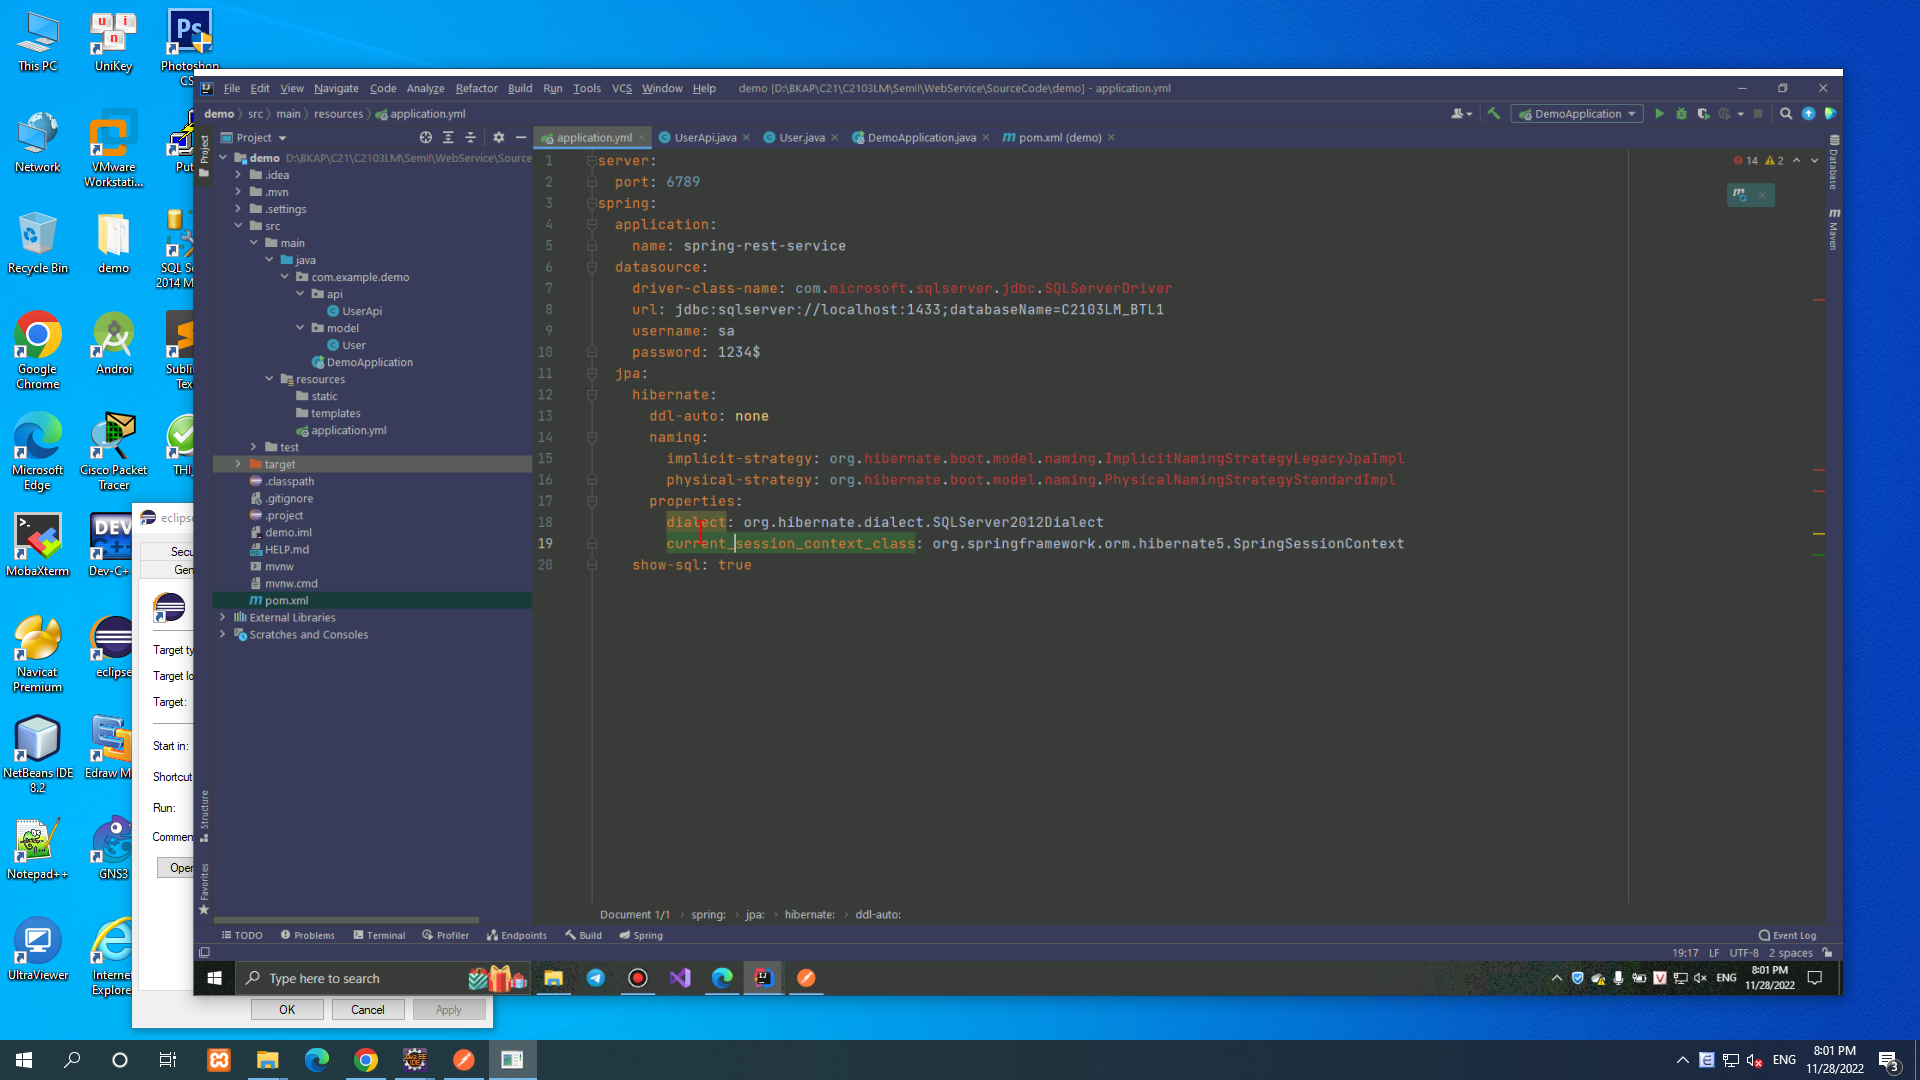 This PC
UniKey
Photoshop
CS
Network
VMware
Workstati...
Recycle Bin
demo
2014 M
Google
Chrome
Microsoft
Edge
Cisco Packet
Tracer
MobaXterm
Dev-C+
Navicat
Premium
eclipse
NetBeans IDE
8.2
Notepad++
GNS3
UltraViewer
Internet
Explore
eclipse
Secu
Gen
Target ty
Target lo
Target:
Start in:
Shortcut
Run:
Commen
Open
OK
Cancel
Apply
File Edit View Navigate Code Analyze Refactor Build Run Tools VCS Window Help
demo [D:\BKAP\C21\C2103LM\SemII\WebService\SourceCode\demo] - application.yml
demo src main resources application.yml
DemoApplication
Project
application.yml UserApi.java User.java DemoApplication.java pom.xml (demo)
Project
demo D:\BKAP\C21\C2103LM\SemII\WebService\Source
.idea
.mvn
.settings
src
main
java
com.example.demo
api
UserApi
model
User
DemoApplication
resources
static
templates
application.yml
test
target
.classpath
.gitignore
.project
demo.iml
HELP.md
mvnw
mvnw.cmd
pom.xml
External Libraries
Scratches and Consoles
Structure
Favorites
1 server:
2 port: 6789
3 spring:
4 application:
5 name: spring-rest-service
6 datasource:
7 driver-class-name: com.microsoft.sqlserver.jdbc.SQLServerDriver
8 url: jdbc:sqlserver://localhost:1433;databaseName=C2103LM_BTL1
9 username: sa
10 password: 1234$
11 jpa:
12 hibernate:
13 ddl-auto: none
14 naming:
15 implicit-strategy: org.hibernate.boot.model.naming.ImplicitNamingStrategyLegacyJpaImpl
16 physical-strategy: org.hibernate.boot.model.naming.PhysicalNamingStrategyStandardImpl
17 properties:
18 dialect: org.hibernate.dialect.SQLServer2012Dialect
19 current_session_context_class: org.springframework.orm.hibernate5.SpringSessionContext
20 show-sql: true
14 2
Database
Maven
Document 1/1 spring: jpa: hibernate: ddl-auto:
TODO Problems Terminal Profiler Endpoints Build Spring
Event Log
19:17 LF UTF-8 2 spaces
Type here to search
ENG
8:01 PM
11/28/2022
ENG
8:01 PM
11/28/2022
3